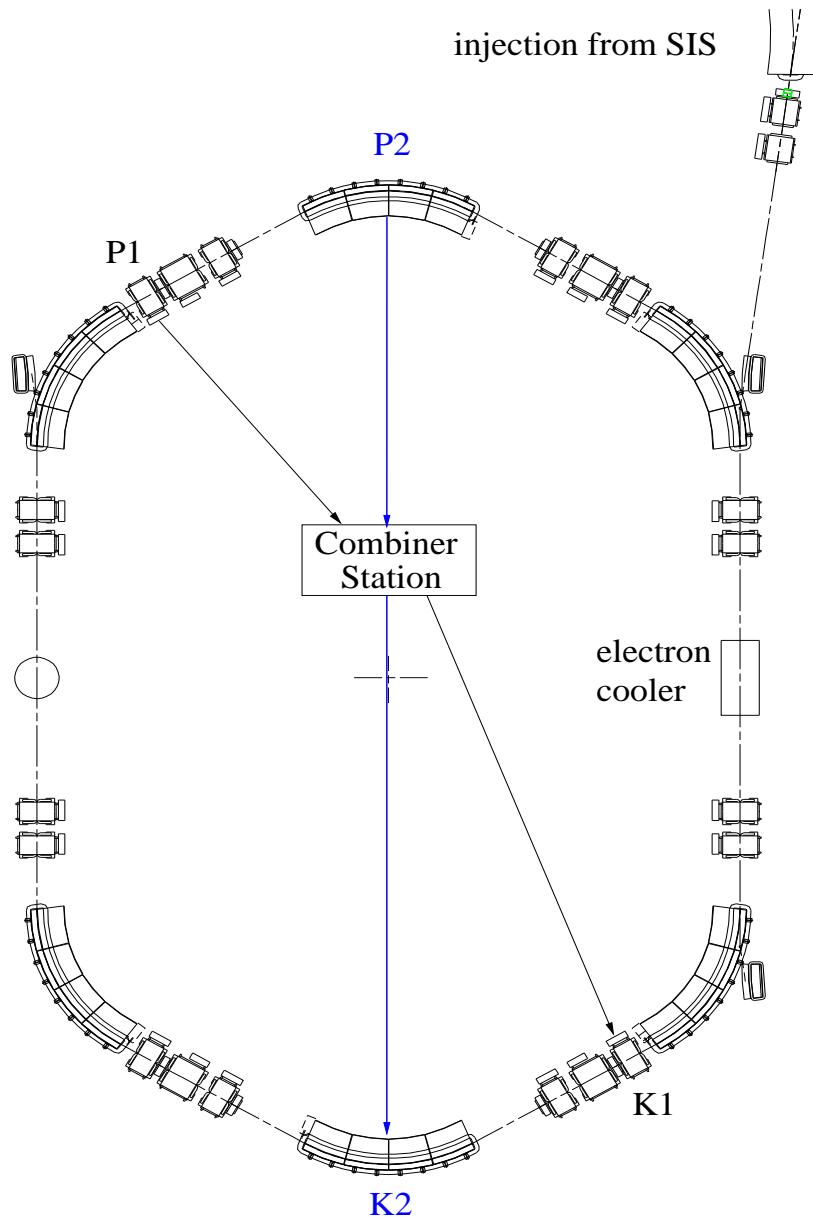 injection from SIS
P2
P1
Combiner
Station
electron
cooler
K1
K2